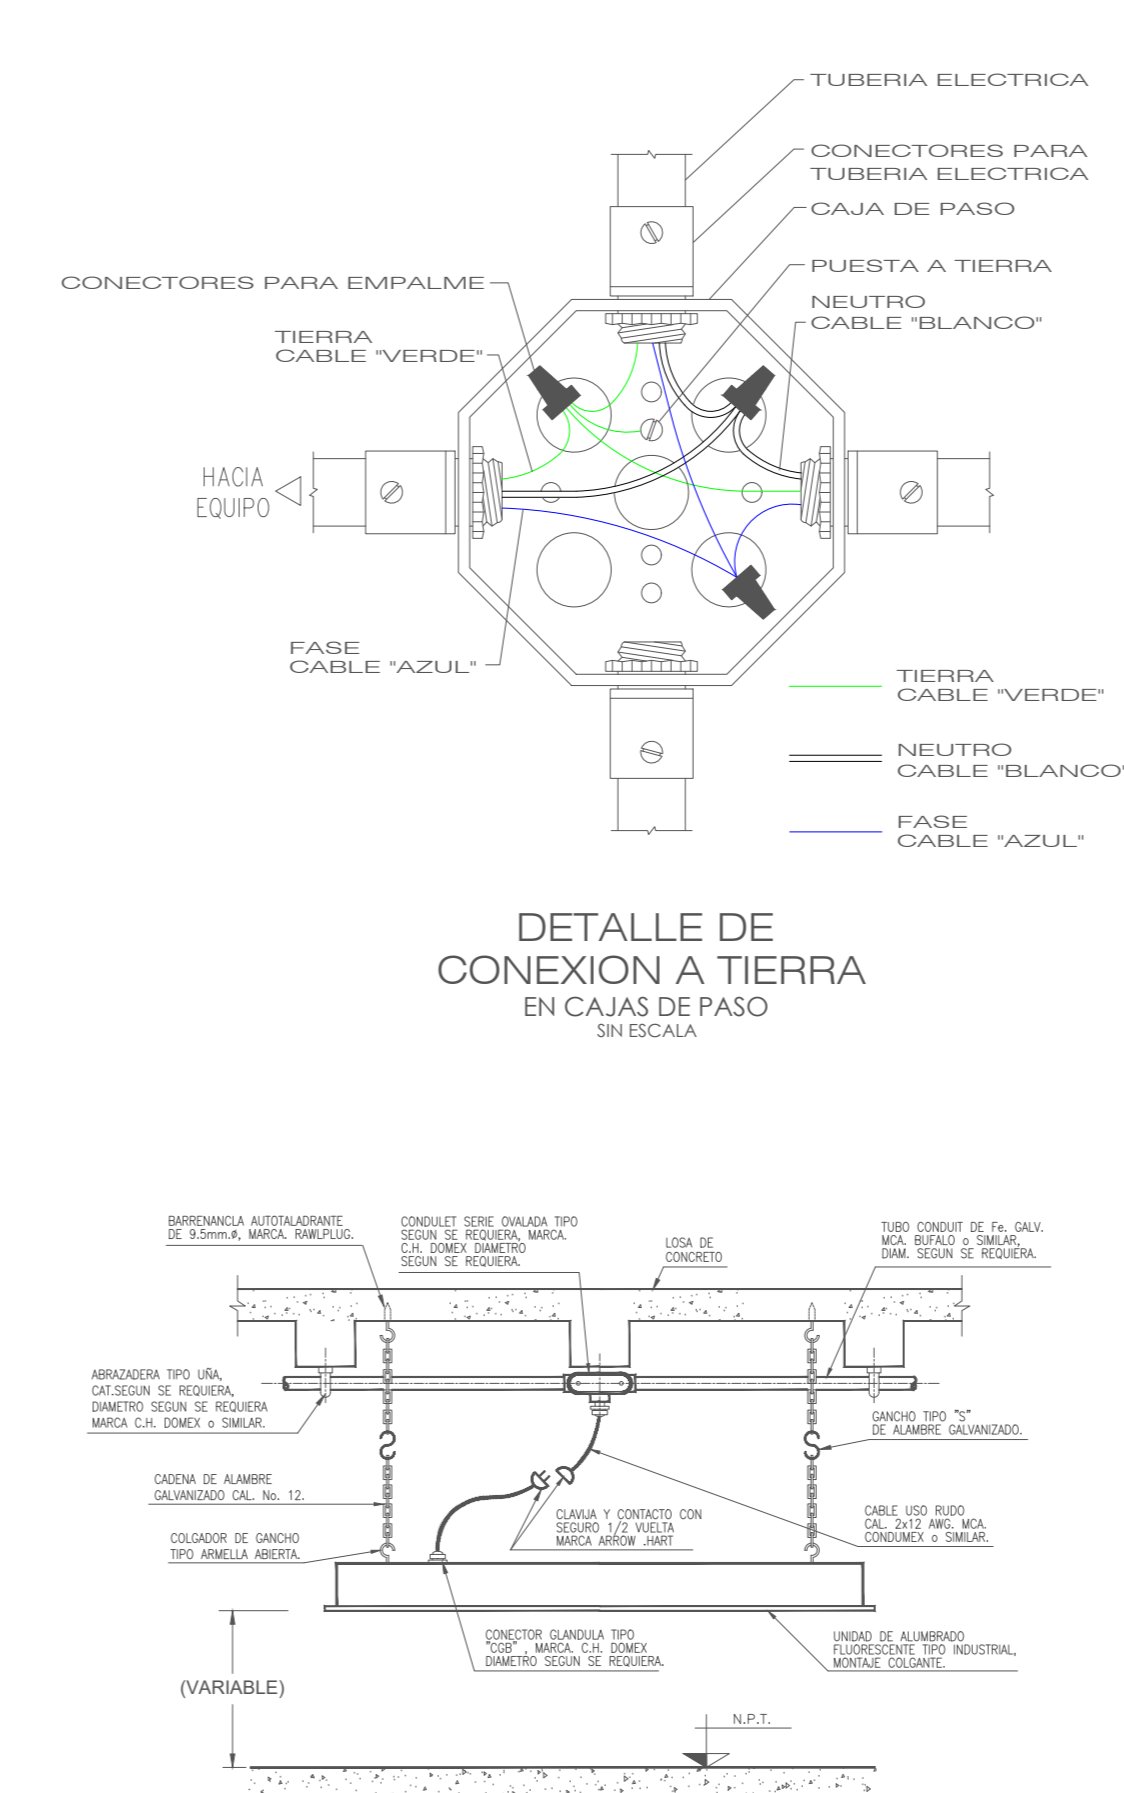 TUBERIA ELECTRICA
CONECTORES PARA
TUBERIA ELECTRICA
CAJA DE PASO
PUESTA A TIERRA
NEUTRO
CABLE "BLANCO"
CONECTORES PARA EMPALME
TIERRA
CABLE "VERDE"
HACIA
EQUIPO
FASE
CABLE "AZUL"
TIERRA
CABLE "VERDE"
NEUTRO
CABLE "BLANCO"
FASE
CABLE "AZUL"
DETALLE DE
CONEXION A TIERRA
EN CAJAS DE PASO
SIN ESCALA
BARRENANCLA AUTOTALADRANTE
DE 9.5mm.ø, MARCA. RAWLPLUG.
CONDULET SERIE OVALADA TIPO
SEGUN SE REQUIERA, MARCA.
C.H. DOMEX DIAMETRO
SEGUN SE REQUIERA.
LOSA DE
CONCRETO
TUBO CONDUIT DE Fe. GALV.
MCA. BUFALO o SIMILAR,
DIAM. SEGUN SE REQUIERA.
ABRAZADERA TIPO UÑA,
CAT.SEGUN SE REQUIERA,
DIAMETRO SEGUN SE REQUIERA
MARCA C.H. DOMEX o SIMILAR.
GANCHO TIPO "S"
DE ALAMBRE GALVANIZADO.
CADENA DE ALAMBRE
GALVANIZADO CAL. No. 12.
CLAVIJA Y CONTACTO CON
SEGURO 1/2 VUELTA
MARCA ARROW .HART
CABLE USO RUDO
CAL. 2x12 AWG. MCA.
CONDUMEX o SIMILAR.
COLGADOR DE GANCHO
TIPO ARMELLA ABIERTA.
CONECTOR GLANDULA TIPO
"CGB" , MARCA. C.H. DOMEX
DIAMETRO SEGUN SE REQUIERA.
UNIDAD DE ALUMBRADO
FLUORESCENTE TIPO INDUSTRIAL,
MONTAJE COLGANTE.
(VARIABLE)
N.P.T.